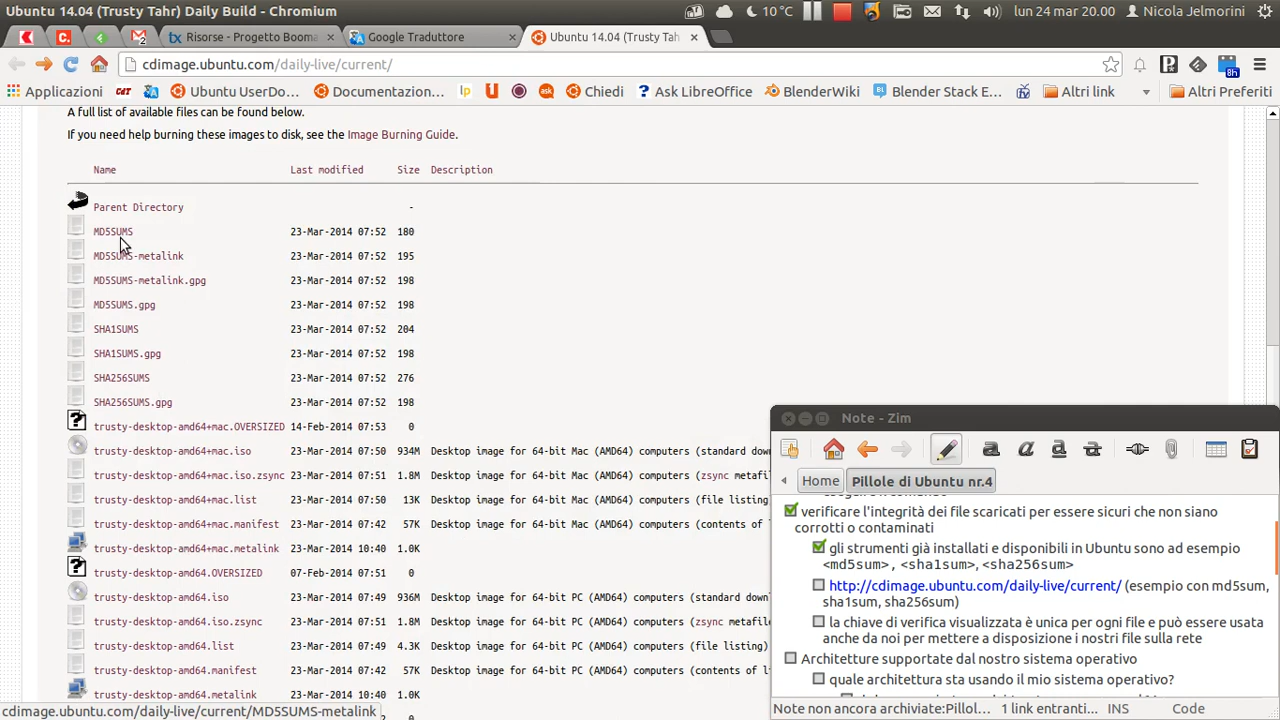 Ubuntu 14.04 (Trusty Tahr) Daily Build - Chromium
10 °C
lun 24 mar 20.00
Nicola Jelmorini
2
Risorse - Progetto Booma
Google Traduttore
Ubuntu 14.04 (Trusty Tah
cdimage.ubuntu.com/daily-live/current/
8h
Applicazioni
Ubuntu UserDo...
Documentazion...
lp
Chiedi
Ask LibreOffice
BlenderWiki
Blender Stack E...
Altri link
Altri Preferiti
A full list of available files can be found below.
If you need help burning these images to disk, see the Image Burning Guide.
Name Last modified Size Description
Parent Directory -
MD5SUMS 23-Mar-2014 07:52 180
MD5SUMS-metalink 23-Mar-2014 07:52 195
MD5SUMS-metalink.gpg 23-Mar-2014 07:52 198
MD5SUMS.gpg 23-Mar-2014 07:52 198
SHA1SUMS 23-Mar-2014 07:52 204
SHA1SUMS.gpg 23-Mar-2014 07:52 198
SHA256SUMS 23-Mar-2014 07:52 276
SHA256SUMS.gpg 23-Mar-2014 07:52 198
trusty-desktop-amd64+mac.OVERSIZED 14-Feb-2014 07:53 0
trusty-desktop-amd64+mac.iso 23-Mar-2014 07:50 934M Desktop image for 64-bit Mac (AMD64) computers (standard dow
trusty-desktop-amd64+mac.iso.zsync 23-Mar-2014 07:51 1.8M Desktop image for 64-bit Mac (AMD64) computers (zsync metafi
trusty-desktop-amd64+mac.list 23-Mar-2014 07:50 13K Desktop image for 64-bit Mac (AMD64) computers (file listing
trusty-desktop-amd64+mac.manifest 23-Mar-2014 07:42 57K Desktop image for 64-bit Mac (AMD64) computers (contents of
trusty-desktop-amd64+mac.metalink 23-Mar-2014 10:40 1.0K
trusty-desktop-amd64.OVERSIZED 07-Feb-2014 07:51 0
trusty-desktop-amd64.iso 23-Mar-2014 07:49 936M Desktop image for 64-bit PC (AMD64) computers (standard down
trusty-desktop-amd64.iso.zsync 23-Mar-2014 07:51 1.8M Desktop image for 64-bit PC (AMD64) computers (zsync metafile
trusty-desktop-amd64.list 23-Mar-2014 07:49 4.3K Desktop image for 64-bit PC (AMD64) computers (file listing)
trusty-desktop-amd64.manifest 23-Mar-2014 07:42 57K Desktop image for 64-bit PC (AMD64) computers (contents of l
trusty-desktop-amd64.metalink 23-Mar-2014 10:40 1.0K
cdimage.ubuntu.com/daily-live/current/MD5SUMS-metalink
Note - Zim
Home
Pillole di Ubuntu nr.4
verificare l'integrità dei file scaricati per essere sicuri che non siano
corrotti o contaminati
gli strumenti già installati e disponibili in Ubuntu sono ad esempio
<md5sum>, <sha1sum>, <sha256sum>
http://cdimage.ubuntu.com/daily-live/current/ (esempio con md5sum,
sha1sum, sha256sum)
la chiave di verifica visualizzata è unica per ogni file e può essere usata
anche da noi per mettere a disposizione i nostri file sulla rete
Architetture supportate dal nostro sistema operativo
quale architettura sta usando il mio sistema operativo?
Note non ancora archiviate:Pillol...
1 link entranti...
INS
Code